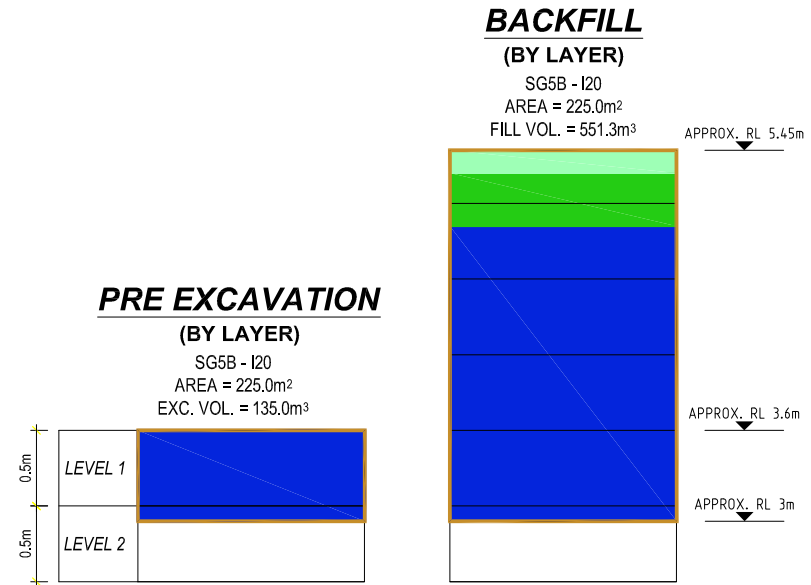 BACKFILL
(BY LAYER)
SG5B - I20
AREA = 225.0m²
FILL VOL. = 551.3m³
APPROX. RL 5.45m
PRE EXCAVATION
(BY LAYER)
SG5B - I20
AREA = 225.0m²
EXC. VOL. = 135.0m³
APPROX. RL 3.6m
0.5m
LEVEL 1
APPROX. RL 3m
0.5m
LEVEL 2